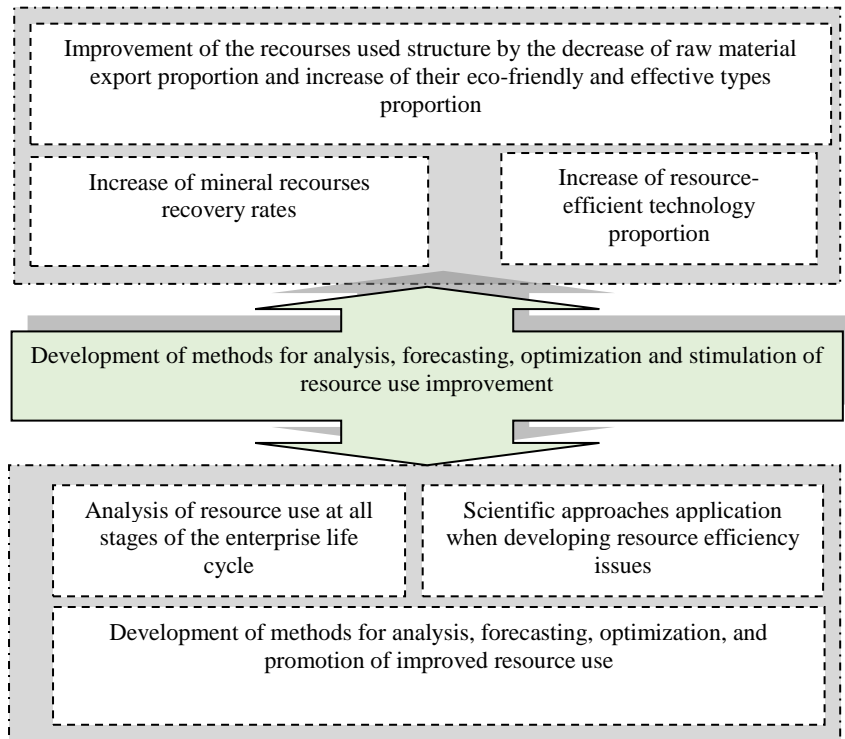 Improvement of the recourses used structure by the decrease of raw material
export proportion and increase of their eco-friendly and effective types
proportion
Increase of mineral recourses
recovery rates
Increase of resource-
efficient technology
proportion
Development of methods for analysis, forecasting, optimization and stimulation of
resource use improvement
Analysis of resource use at all
stages of the enterprise life
cycle
Scientific approaches application
when developing resource efficiency
issues
Development of methods for analysis, forecasting, optimization, and
promotion of improved resource use